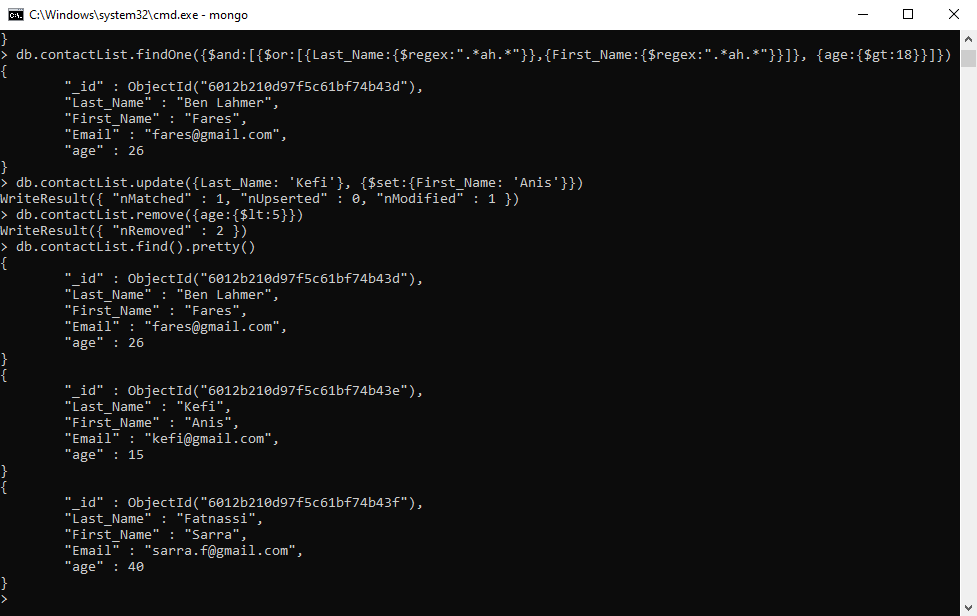 C:\Windows\system32\cmd.exe - mongo
}
> db.contactList.findOne({$and:[{$or:[{Last_Name:{$regex:".*ah.*"}},{First_Name:{$regex:".*ah.*"}}]}, {age:{$gt:18}}]})
{
        "_id" : ObjectId("6012b210d97f5c61bf74b43d"),
        "Last_Name" : "Ben Lahmer",
        "First_Name" : "Fares",
        "Email" : "fares@gmail.com",
        "age" : 26
}
> db.contactList.update({Last_Name: 'Kefi'}, {$set:{First_Name: 'Anis'}})
WriteResult({ "nMatched" : 1, "nUpserted" : 0, "nModified" : 1 })
> db.contactList.remove({age:{$lt:5}})
WriteResult({ "nRemoved" : 2 })
> db.contactList.find().pretty()
{
        "_id" : ObjectId("6012b210d97f5c61bf74b43d"),
        "Last_Name" : "Ben Lahmer",
        "First_Name" : "Fares",
        "Email" : "fares@gmail.com",
        "age" : 26
}
{
        "_id" : ObjectId("6012b210d97f5c61bf74b43e"),
        "Last_Name" : "Kefi",
        "First_Name" : "Anis",
        "Email" : "kefi@gmail.com",
        "age" : 15
}
{
        "_id" : ObjectId("6012b210d97f5c61bf74b43f"),
        "Last_Name" : "Fatnassi",
        "First_Name" : "Sarra",
        "Email" : "sarra.f@gmail.com",
        "age" : 40
}
>